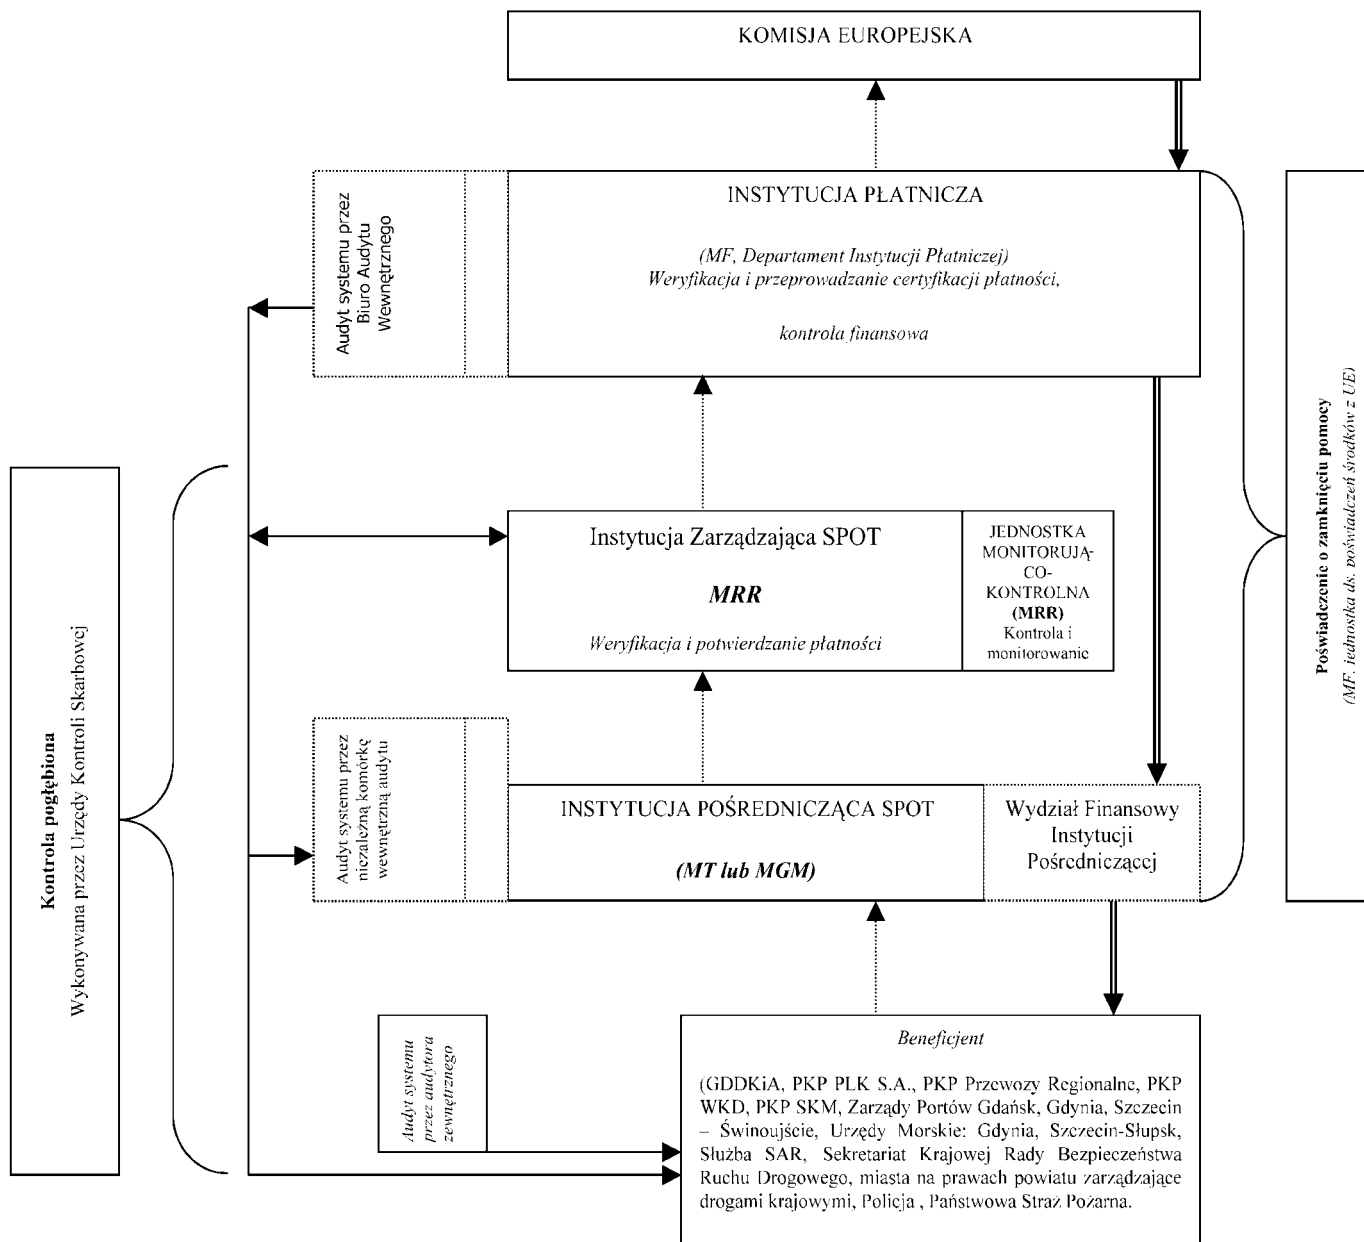 KOMISJA EUROPEJSKA
Audyt systemu przez
Biuro Audytu
Wewnętrznego
INSTYTUCJA PŁATNICZA
(MF, Departament Instytucji Płatniczej)
Weryfikacja i przeprowadzanie certyfikacji płatności,
kontrola finansowa
Poświadczenie o zamknięciu pomocy
(MF, jednostka ds. poświadczeń środków z UE)
Kontrola pogłębiona
Wykonywana przez Urzędy Kontroli Skarbowej
Instytucja Zarządzająca SPOT
MRR
Weryfikacja i potwierdzanie płatności
JEDNOSTKA
MONITORUJĄ-
CO-
KONTROLNA
(MRR)
Kontrola i
monitorowanie
Audyt systemu przez
niezależną komórkę
wewnętrzną audytu
INSTYTUCJA POŚREDNICZĄCA SPOT
(MT lub MGM)
Wydział Finansowy
Instytucji
Pośredniczącej
Audyt systemu
przez audytora
zewnętrznego
Beneficjent
(GDDKiA, PKP PLK S.A., PKP Przewozy Regionalne, PKP
WKD, PKP SKM, Zarządy Portów Gdańsk, Gdynia, Szczecin
– Świnoujście, Urzędy Morskie: Gdynia, Szczecin-Słupsk,
Służba SAR, Sekretariat Krajowej Rady Bezpieczeństwa
Ruchu Drogowego, miasta na prawach powiatu zarządzające
drogami krajowymi, Policja , Państwowa Straż Pożarna.